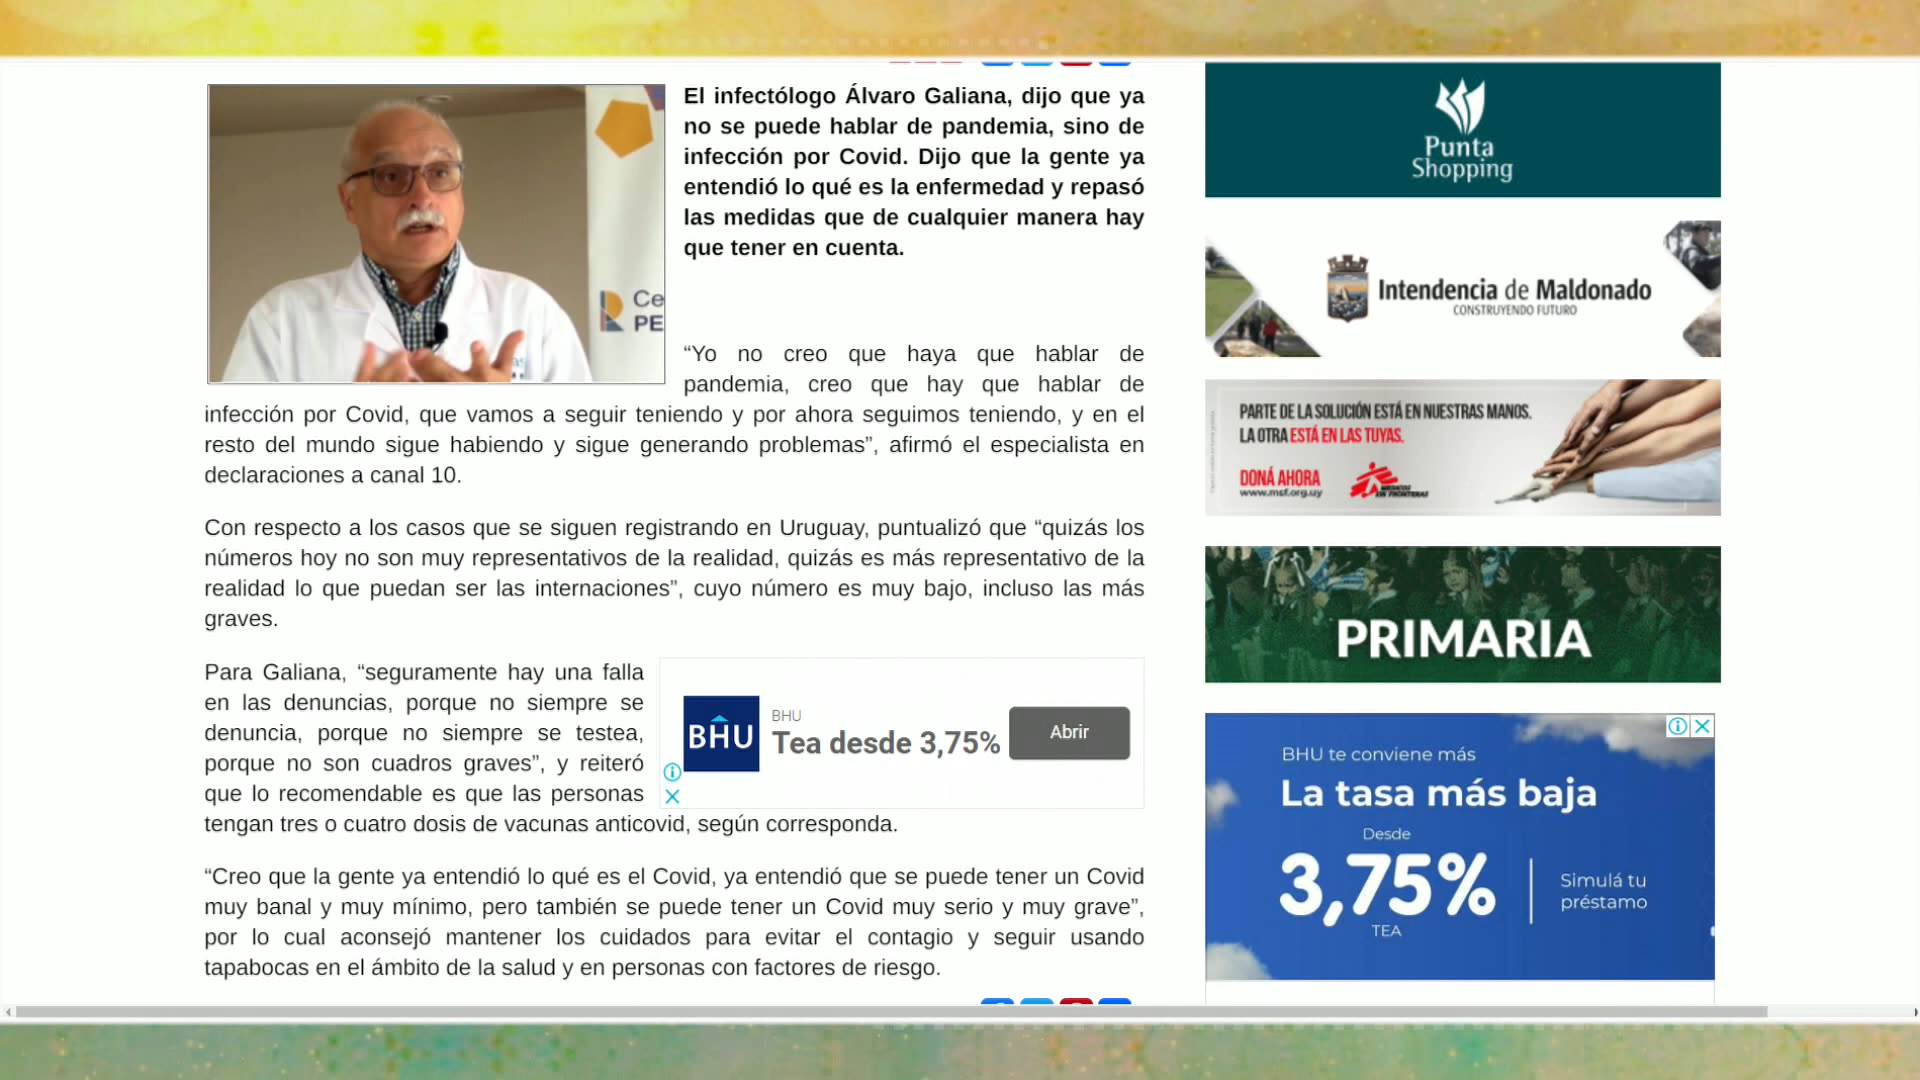 El infectólogo Álvaro Galiana, dijo que ya
no se puede hablar de pandemia, sino de
infección por Covid. Dijo que la gente ya
entendió lo qué es la enfermedad y repasó
las medidas que de cualquier manera hay
que tener en cuenta.
Ce
PE
“Yo no creo que haya que hablar de
pandemia, creo que hay que hablar de
infección por Covid, que vamos a seguir teniendo y por ahora seguimos teniendo, y en el
resto del mundo sigue habiendo y sigue generando problemas”, afirmó el especialista en
declaraciones a canal 10.
Con respecto a los casos que se siguen registrando en Uruguay, puntualizó que “quizás los
números hoy no son muy representativos de la realidad, quizás es más representativo de la
realidad lo que puedan ser las internaciones”, cuyo número es muy bajo, incluso las más
graves.
Para Galiana, “seguramente hay una falla
en las denuncias, porque no siempre se
denuncia, porque no siempre se testea,
porque no son cuadros graves”, y reiteró
que lo recomendable es que las personas
tengan tres o cuatro dosis de vacunas anticovid, según corresponda.
BHU
BHU
Tea desde 3,75%
Abrir
“Creo que la gente ya entendió lo qué es el Covid, ya entendió que se puede tener un Covid
muy banal y muy mínimo, pero también se puede tener un Covid muy serio y muy grave”,
por lo cual aconsejó mantener los cuidados para evitar el contagio y seguir usando
tapabocas en el ámbito de la salud y en personas con factores de riesgo.
Punta
Shopping
Intendencia de Maldonado
CONSTRUYENDO FUTURO
PARTE DE LA SOLUCIÓN ESTÁ EN NUESTRAS MANOS.
LA OTRA ESTÁ EN LAS TUYAS.
DONÁ AHORA
www.msf.org.uy
MEDICOS
SIN FRONTERAS
PRIMARIA
BHU te conviene más
La tasa más baja
Desde
3,75%
TEA
Simulá tu
préstamo